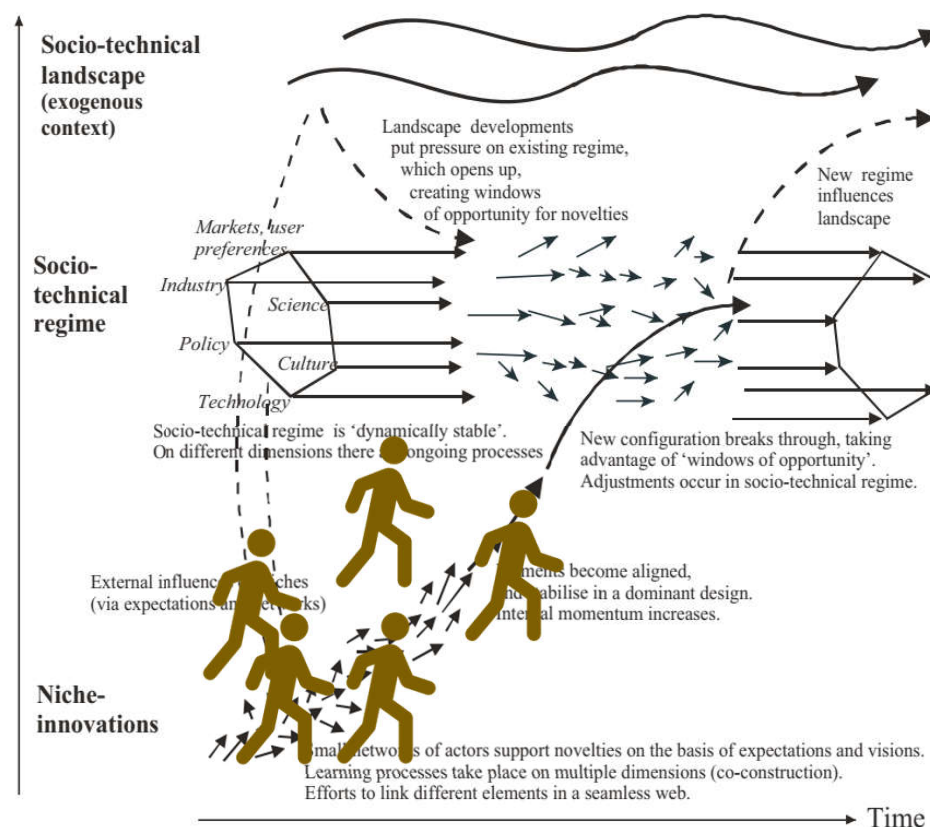 Socio-technical
landscape
(exogenous
context)
Landscape developments
put pressure on existing regime,
which opens up,
creating windows
of opportunity for novelties
New regime
influences
landscape
Markets, user
preferences
Industry
Science
Policy
Culture
Technology
Socio-
technical
regime
Socio-technical regime is ‘dynamically stable’.
On different dimensions there ongoing processes
New configuration breaks through, taking
advantage of ‘windows of opportunity’.
Adjustments occur in socio-technical regime.
External influences
(via expectations
become aligned,
in a dominant design.
momentum increases.
Niche-
innovations
networks of actors support novelties on the basis of expectations and visions.
Learning processes take place on multiple dimensions (co-construction).
Efforts to link different elements in a seamless web.
Time